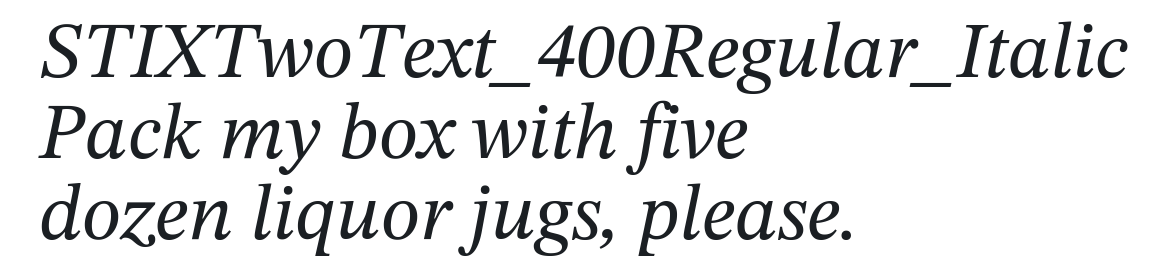 STIXTwoText_400Regular_Italic
Pack my box with five
dozen liquor jugs, please.